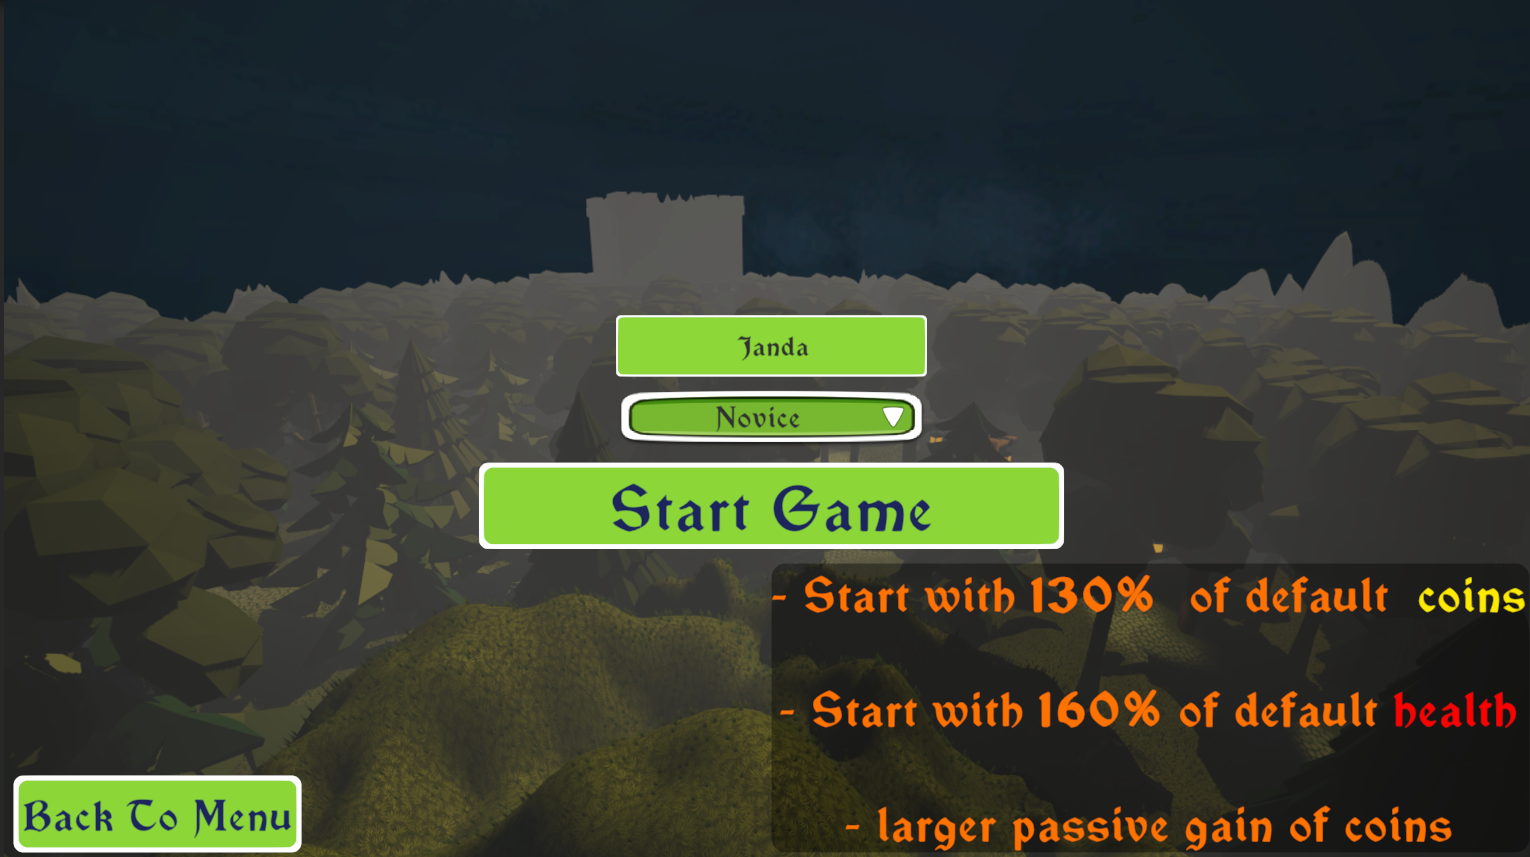 Janda
Novice
Start Game
- Start with 130% of default coins
- Start with 160% of default health
- larger passive gain of coins
Back To Menu